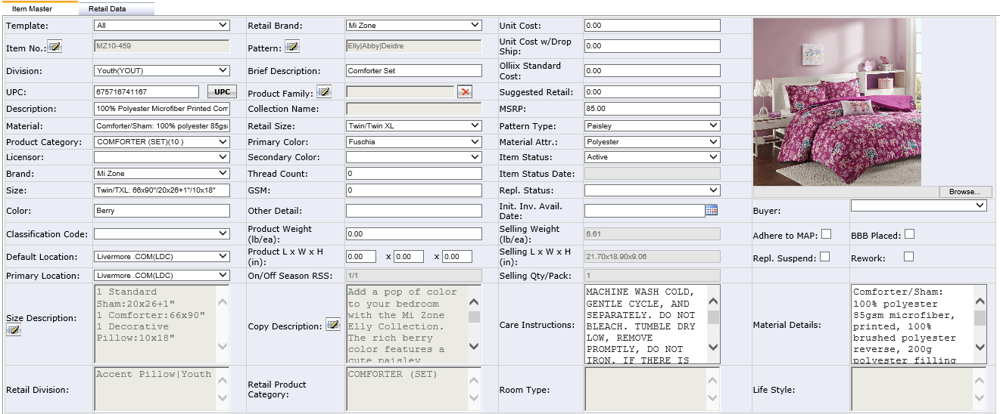 Item Master Retail Data
Template: All Retail Brand: Mi Zone Unit Cost: 0.00
Item No.: MZ10-459 Pattern: Elly|Abby|Deidre Unit Cost w/Drop Ship: 0.00
Division: Youth(YOUT) Brief Description: Comforter Set Olliix Standard Cost: 0.00
UPC: 675716741167 UPC Product Family: Suggested Retail: 0.00
Description: 100% Polyester Microfiber Printed Com Collection Name: MSRP: 85.00
Material: Comforter/Sham: 100% polyester 85gsi Retail Size: Twin/Twin XL Pattern Type: Paisley
Product Category: COMFORTER (SET)(10 ) Primary Color: Fuschia Material Attr.: Polyester
Licensor: Secondary Color: Item Status: Active
Brand: Mi Zone Thread Count: 0 Item Status Date:
Size: Twin/TXL: 66x90"/20x26+1"/10x18" GSM: 0 Repl. Status: Browse...
Color: Berry Other Detail: Init. Inv. Avail. Date: Buyer:
Classification Code: Product Weight (lb/ea): 0.00 Selling Weight (lb/ea): 6.61 Adhere to MAP: BBB Placed:
Default Location: Livermore .COM(LDC) Product L x W x H (in): 0.00 x 0.00 x 0.00 Selling L x W x H (in): 21.70x18.90x9.06 Repl. Suspend: Rework:
Primary Location: Livermore .COM(LDC) On/Off Season RSS: 1/1 Selling Qty/Pack: 1
Size Description:
1 Standard
Sham:20x26+1"
1 Comforter:66x90"
1 Decorative
Pillow:10x18"
Copy Description:
Add a pop of color
to your bedroom
with the Mi Zone
Elly Collection.
The rich berry
color features a
cute paisley
Care Instructions:
MACHINE WASH COLD,
GENTLE CYCLE, AND
SEPARATELY. DO NOT
BLEACH. TUMBLE DRY
LOW, REMOVE
PROMPTLY, DO NOT
IRON. IF THERE IS
Material Details:
Comforter/Sham:
100% polyester
85gsm microfiber,
printed, 100%
brushed polyester
reverse, 200g
polyester filling
Retail Division: Accent Pillow|Youth Retail Product Category: COMFORTER (SET) Room Type: Life Style: